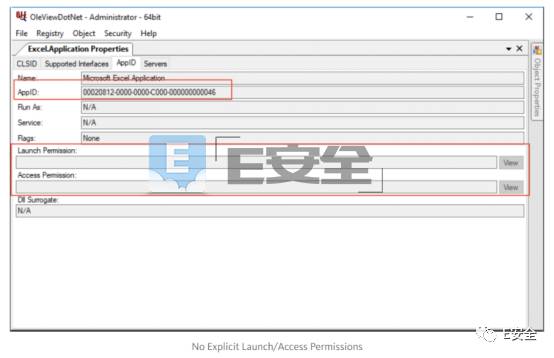 OleViewDotNet - Administrator - 64bit
File Registry Object Security Help
Excel.Application Properties
CLSID Supported Interfaces AppID Servers
Name: Microsoft Excel Application
AppID: 00020812-0000-0000-C000-000000000046
Run As: N/A
Service: N/A
Flags: None
Launch Permission:
View
Access Permission:
View
Dll Surrogate:
N/A
Object Properties
E安全
E安全
No Explicit Launch/Access Permissions